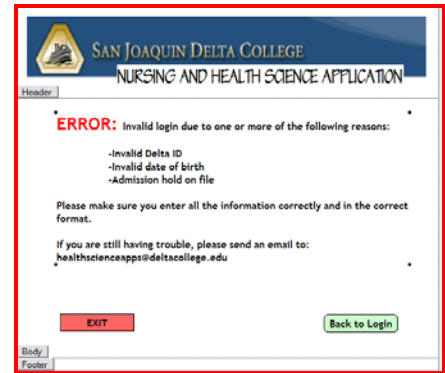 SAN JOAQUIN DELTA COLLEGE
NURSING AND HEALTH SCIENCE APPLICATION
Header
ERROR: Invalid login due to one or more of the following reasons:
-Invalid Delta ID
-Invalid date of birth
-Admission hold on file
Please make sure you enter all the information correctly and in the correct
format.
If you are still having trouble, please send an email to:
healthscienceapps@deltacollege.edu
EXIT
Back to Login
Body
Footer